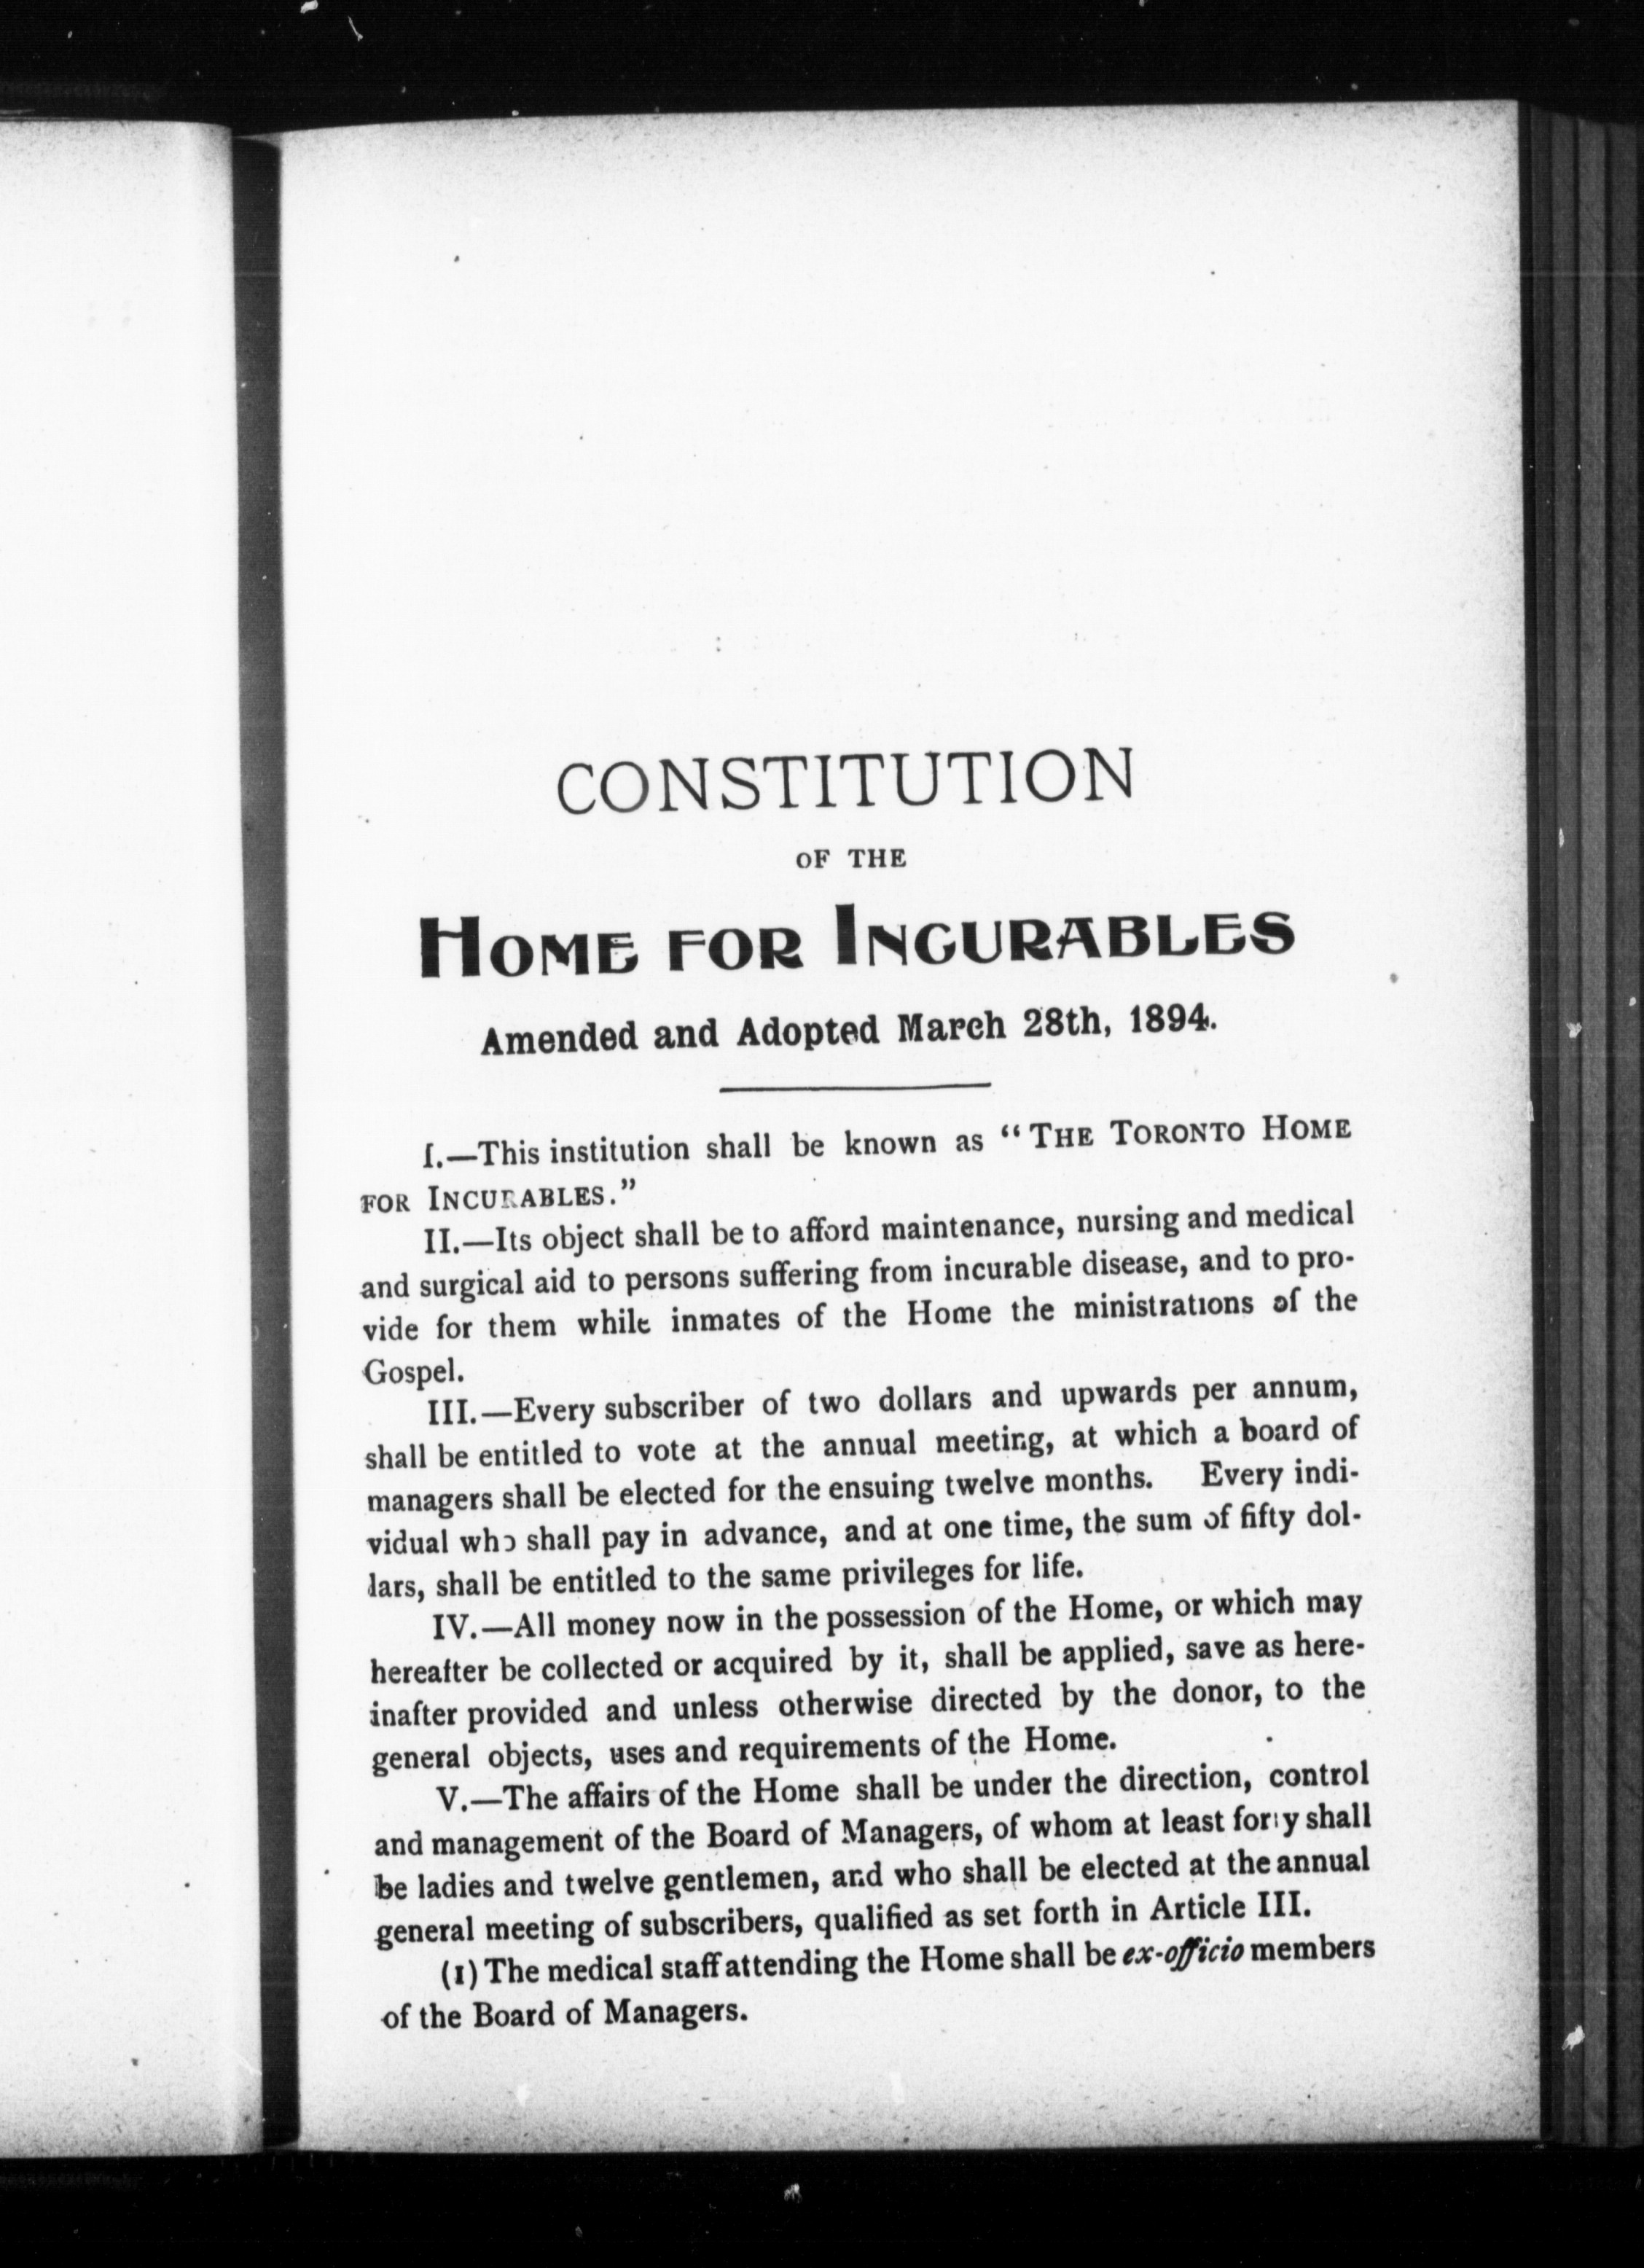 CONSTITUTION
OF THE
HOME FOR INCURABLES
Amended and Adopted March 28th, 1894.
I.—This institution shall be known as “THE TORONTO HOME
FOR INCURABLES.”
II.—Its object shall be to afford maintenance, nursing and medical
and surgical aid to persons suffering from incurable disease, and to pro-
vide for them while inmates of the Home the ministrations of the
Gospel.
III.—Every subscriber of two dollars and upwards per annum,
shall be entitled to vote at the annual meeting, at which a board of
managers shall be elected for the ensuing twelve months. Every indi-
vidual who shall pay in advance, and at one time, the sum of fifty dol-
lars, shall be entitled to the same privileges for life.
IV.—All money now in the possession of the Home, or which may
hereafter be collected or acquired by it, shall be applied, save as here-
inafter provided and unless otherwise directed by the donor, to the
general objects, uses and requirements of the Home.
V.—The affairs of the Home shall be under the direction, control
and management of the Board of Managers, of whom at least forty shall
be ladies and twelve gentlemen, and who shall be elected at the annual
general meeting of subscribers, qualified as set forth in Article III.
(1) The medical staff attending the Home shall be ex-officio members
of the Board of Managers.